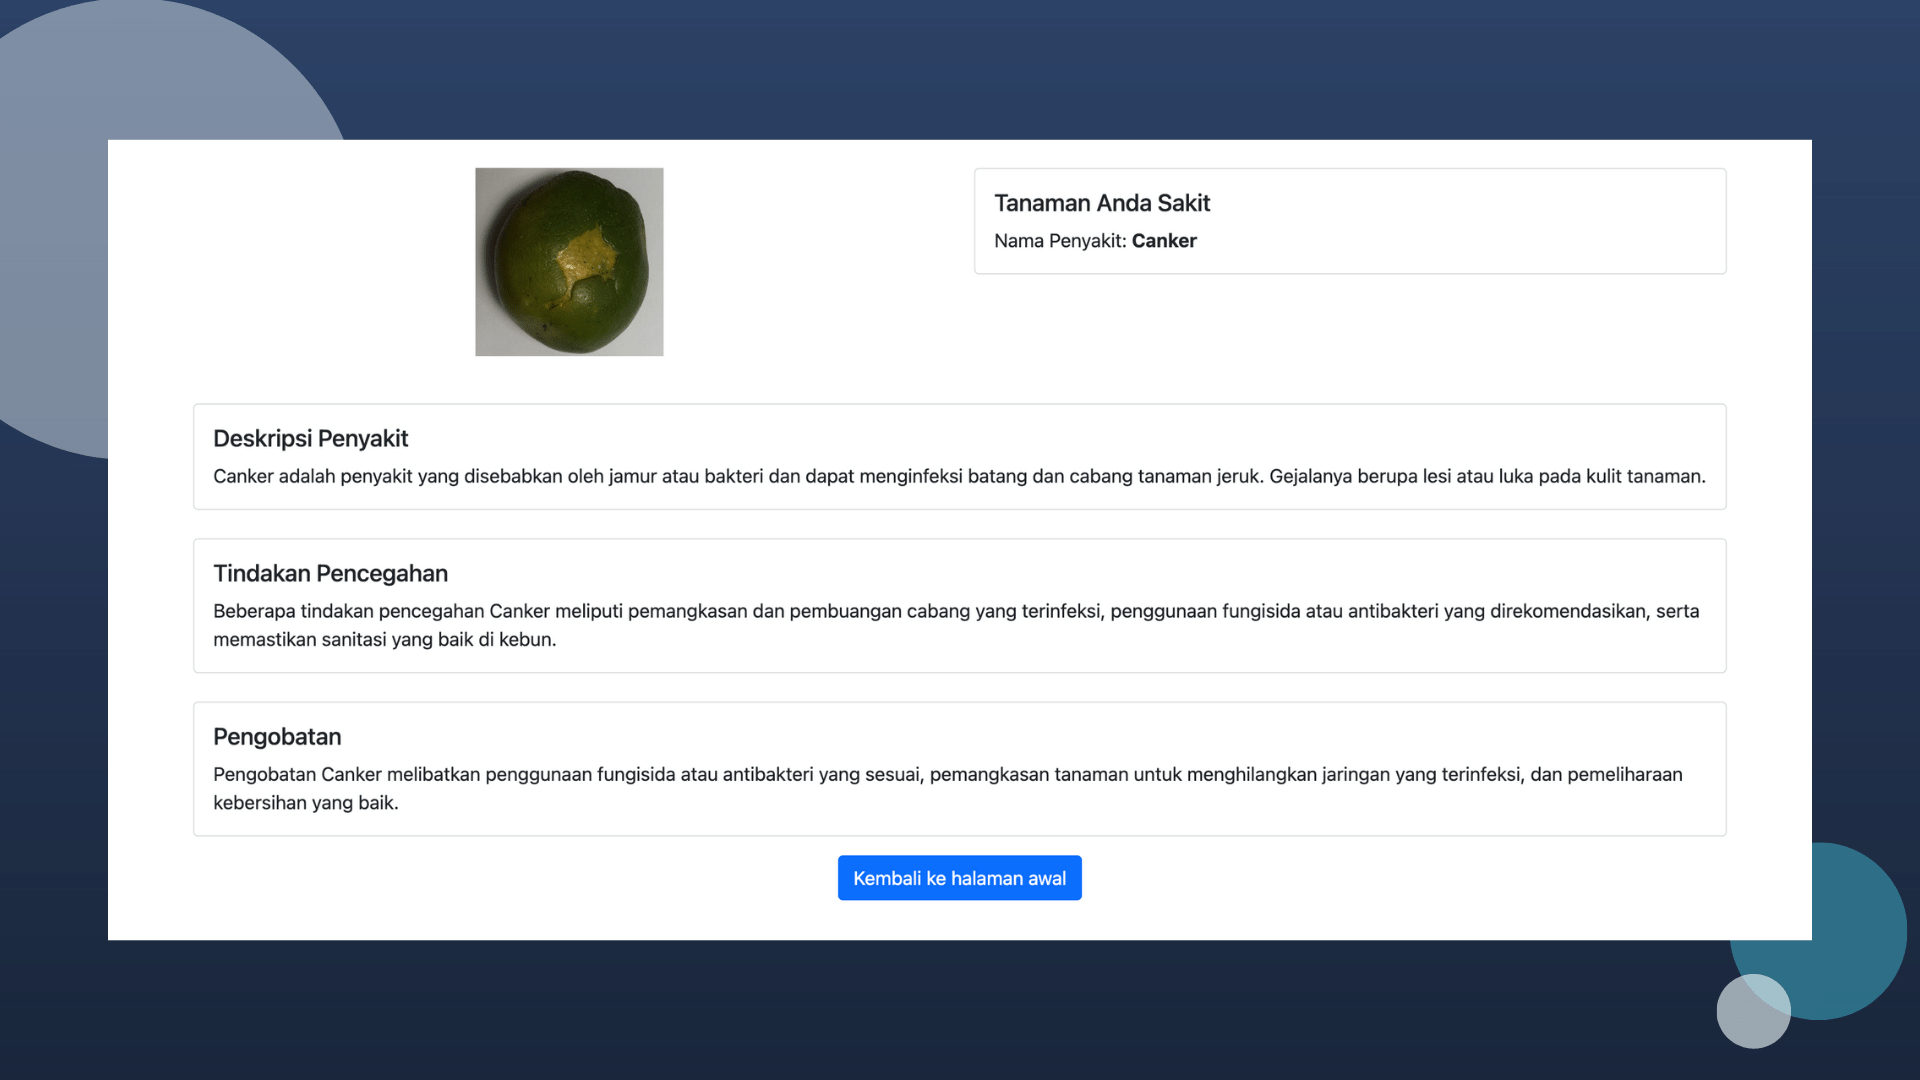 Tanaman Anda Sakit
Nama Penyakit: Canker
Deskripsi Penyakit
Canker adalah penyakit yang disebabkan oleh jamur atau bakteri dan dapat menginfeksi batang dan cabang tanaman jeruk. Gejalanya berupa lesi atau luka pada kulit tanaman.
Tindakan Pencegahan
Beberapa tindakan pencegahan Canker meliputi pemangkasan dan pembuangan cabang yang terinfeksi, penggunaan fungisida atau antibakteri yang direkomendasikan, serta
memastikan sanitasi yang baik di kebun.
Pengobatan
Pengobatan Canker melibatkan penggunaan fungisida atau antibakteri yang sesuai, pemangkasan tanaman untuk menghilangkan jaringan yang terinfeksi, dan pemeliharaan
kebersihan yang baik.
Kembali ke halaman awal